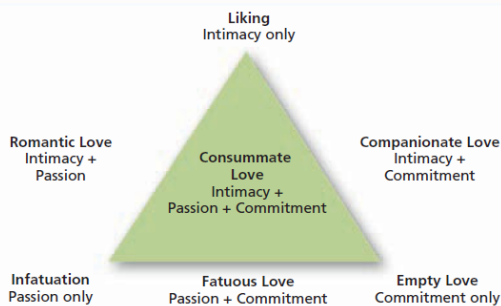 Liking
Intimacy only
Romantic Love
Intimacy +
Passion
Consummate
Love
Intimacy +
Passion + Commitment
Companionate Love
Intimacy +
Commitment
Infatuation
Passion only
Fatuous Love
Passion + Commitment
Empty Love
Commitment only